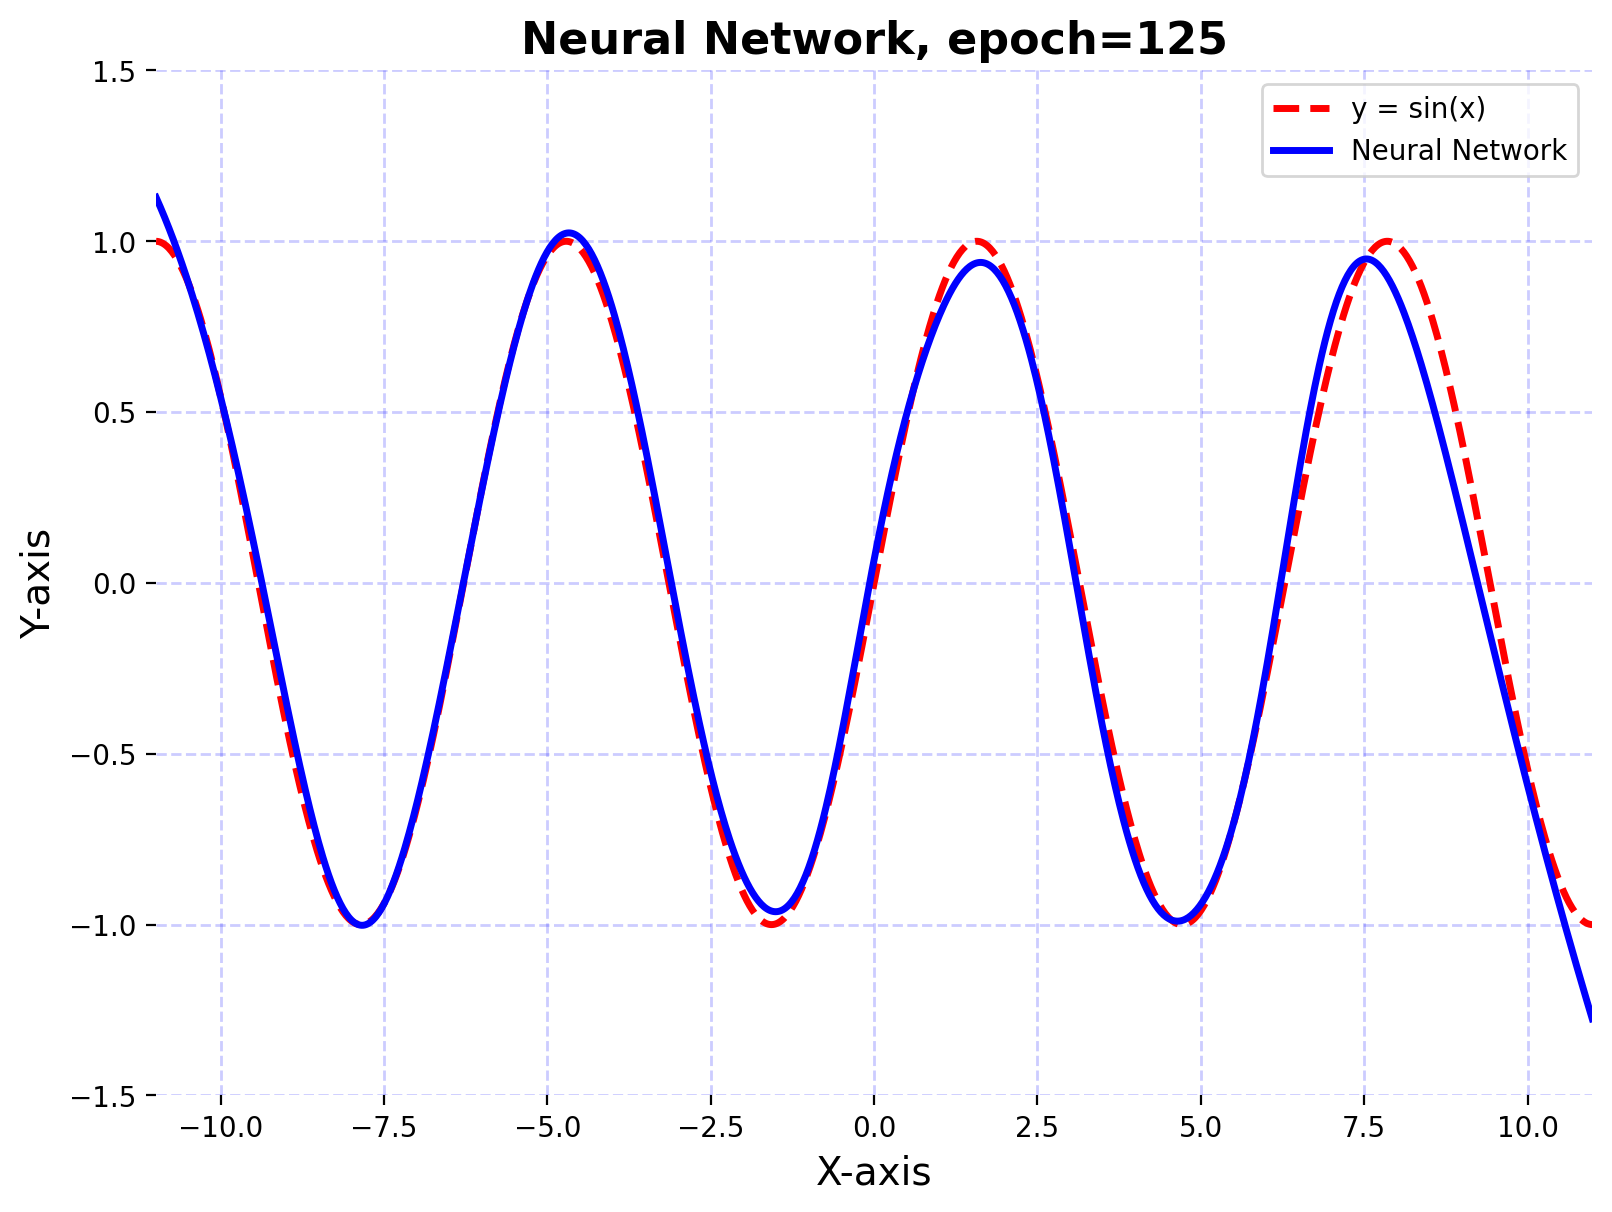 Neural Network, epoch=125
1.5
1.0
0.5
0.0
−0.5
−1.0
−1.5
Y-axis
y = sin(x)
Neural Network
−10.0 −7.5 −5.0 −2.5 0.0 2.5 5.0 7.5 10.0
X-axis